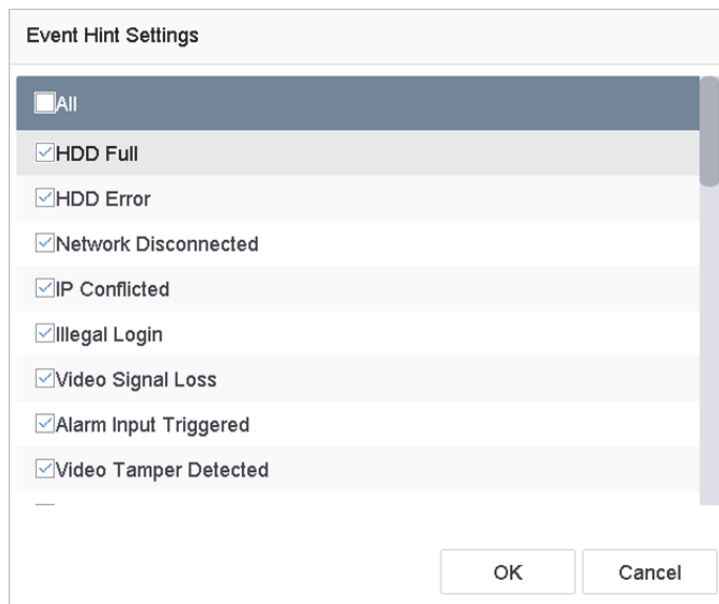 Event Hint Settings
All
HDD Full
HDD Error
Network Disconnected
IP Conflicted
Illegal Login
Video Signal Loss
Alarm Input Triggered
Video Tamper Detected
OK Cancel